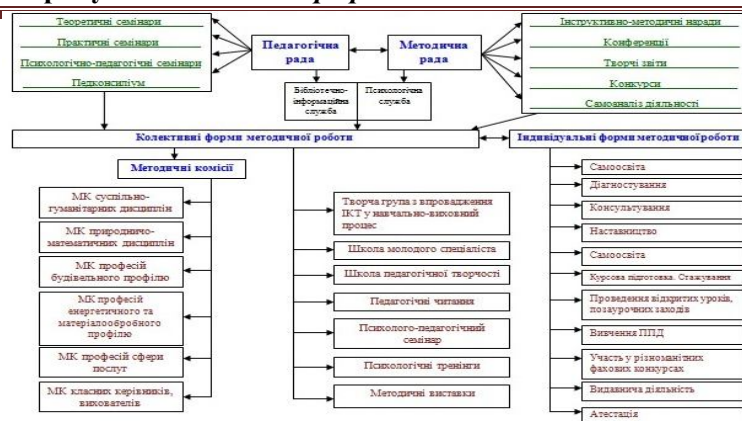 Теоретичні семінари
Практичні семінари
Психологічно-педагогічні семінари
Педконсиліум
Педагогічна
рада
Методична
рада
Інструктивно-методичні наради
Конференції
Творчі звіти
Конкурси
Самоаналіз діяльності
Бібліотечно-
інформаційна
служба
Психологічна
служба
Колективні форми методичної роботи
Індивідуальні форми методичної роботи
Методичні комісії
МК суспільно-
гуманітарних дисциплін
МК природничо-
математичних дисциплін
МК професій
будівельного профілю
МК професій
енергетичного та
матеріалообробного
профілю
МК професій сфери
послуг
МК класних керівників,
вихователів
Творча група з впровадження
ІКТ у навчально-виховний
процес
Школа молодого спеціаліста
Школа педагогічної творчості
Педагогічні читання
Психолого-педагогічний
семінар
Психологічні тренінги
Методичні виставки
Самоосвіта
Діагностування
Консультування
Наставництво
Самоосвіта
Курсова підготовка. Стажування
Проведення відкритих уроків,
позаурочних заходів
Вивчення ППД
Участь у різноманітних
фахових конкурсах
Видавнича діяльність
Атестація